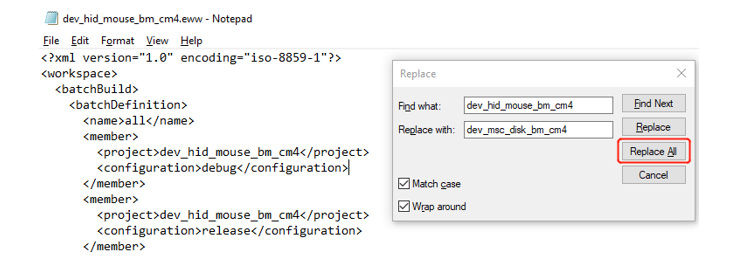 dev_hid_mouse_bm_cm4.eww - Notepad
File Edit Format View Help
<?xml version="1.0" encoding="iso-8859-1"?>
<workspace>
<batchBuild>
<batchDefinition>
<name>all</name>
<member>
<project>dev_hid_mouse_bm_cm4</project>
<configuration>debug</configuration>
</member>
<member>
<project>dev_hid_mouse_bm_cm4</project>
<configuration>release</configuration>
</member>
Replace
Find what: dev_hid_mouse_bm_cm4 Find Next
Replace with: dev_msc_disk_bm_cm4 Replace
Replace All
Cancel
Match case
Wrap around